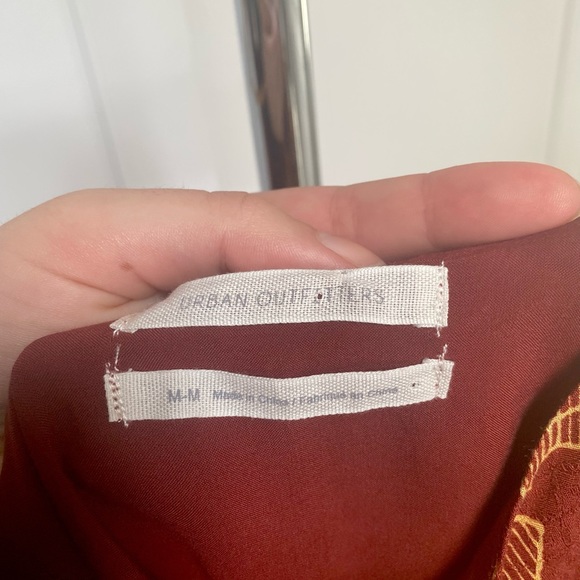 URBAN OUTFITTERS
M-M Made in China / Fabriqué en Chine